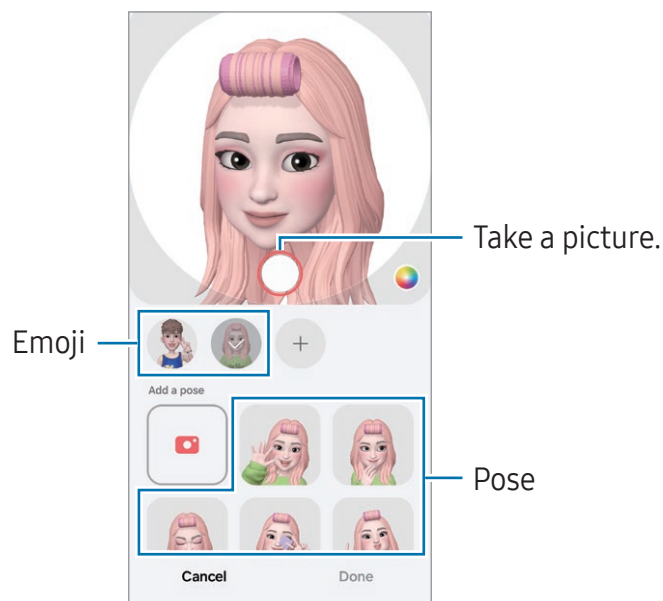 Take a picture.
Emoji
Add a pose
Pose
Cancel
Done